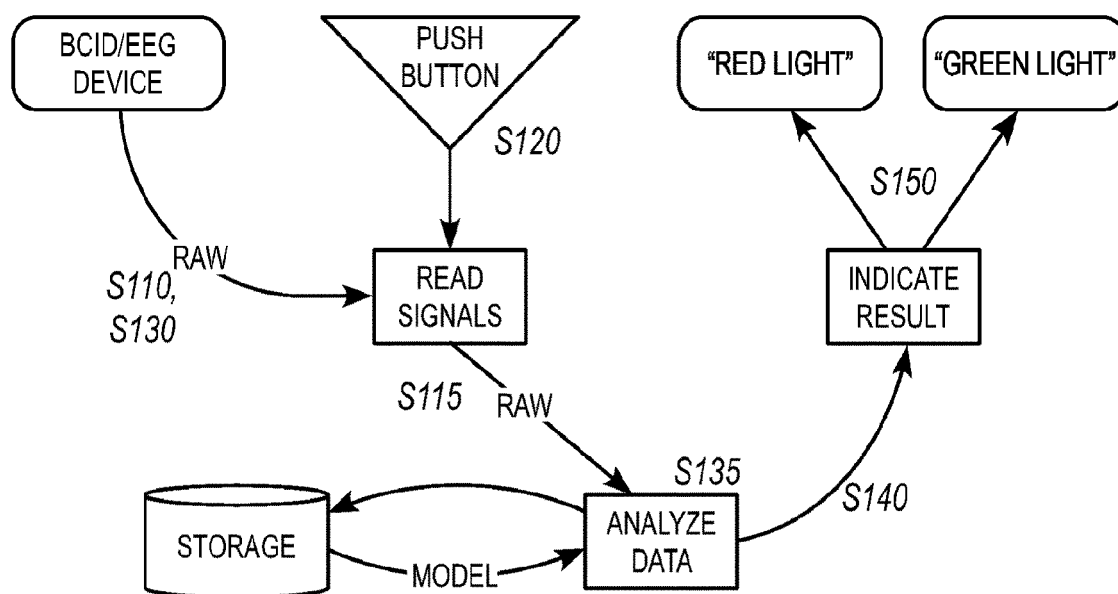 BCID/EEG
DEVICE
PUSH
BUTTON
"RED LIGHT"
"GREEN LIGHT"
S120
S150
RAW
S110,
S130
READ
SIGNALS
INDICATE
RESULT
S115
RAW
S135
S140
STORAGE
MODEL
ANALYZE
DATA